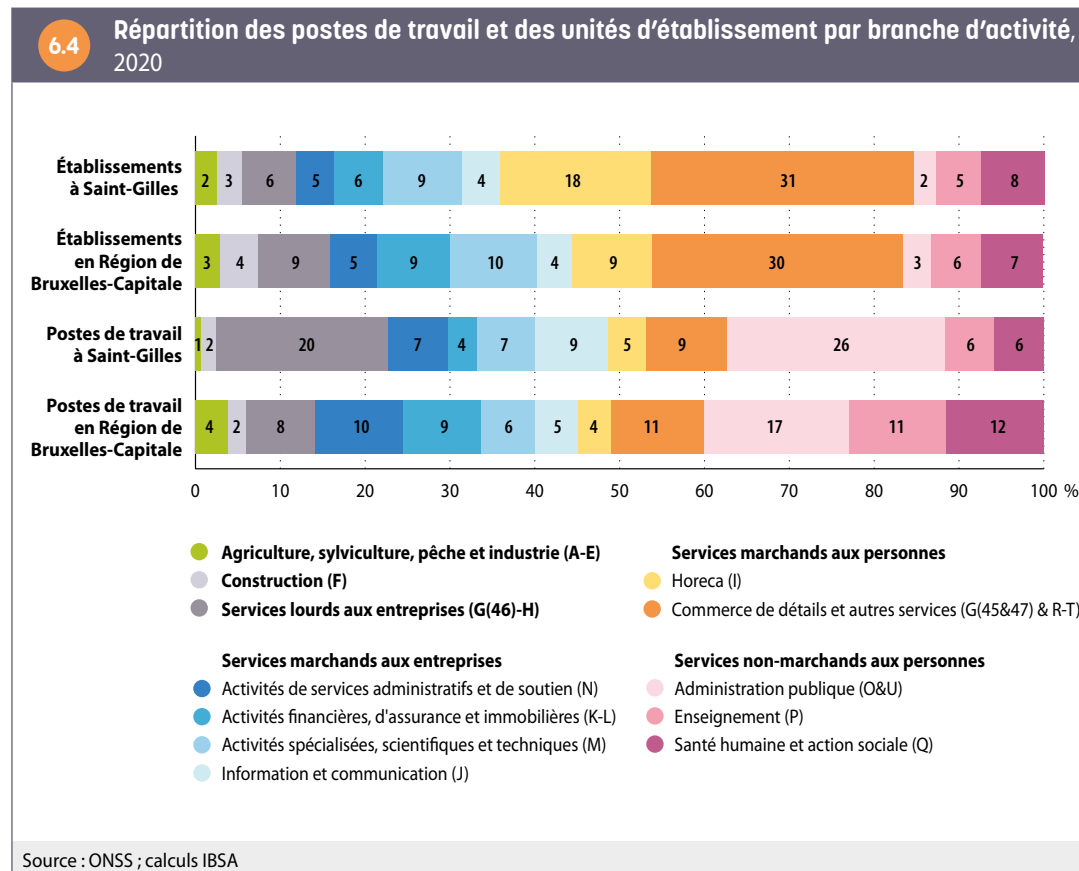 6.4
Répartition des postes de travail et des unités d'établissement par branche d'activité,
2020
Établissements
à Saint-Gilles
2 3 6 5 6 9 4 18 31 2 5 8
Établissements
en Région de
Bruxelles-Capitale
3 4 9 5 9 10 4 9 30 3 6 7
Postes de travail
à Saint-Gilles
1 2 20 7 4 7 9 5 9 26 6 6
Postes de travail
en Région de
Bruxelles-Capitale
4 2 8 10 9 6 5 4 11 17 11 12
0 10 20 30 40 50 60 70 80 90 100 %
Agriculture, sylviculture, pêche et industrie (A-E)
Construction (F)
Services lourds aux entreprises (G(46)-H)
Services marchands aux entreprises
Activités de services administratifs et de soutien (N)
Activités financières, d'assurance et immobilières (K-L)
Activités spécialisées, scientifiques et techniques (M)
Information et communication (J)
Services marchands aux personnes
Horeca (I)
Commerce de détails et autres services (G(45&47) & R-T)
Services non-marchands aux personnes
Administration publique (O&U)
Enseignement (P)
Santé humaine et action sociale (Q)
Source : ONSS ; calculs IBSA